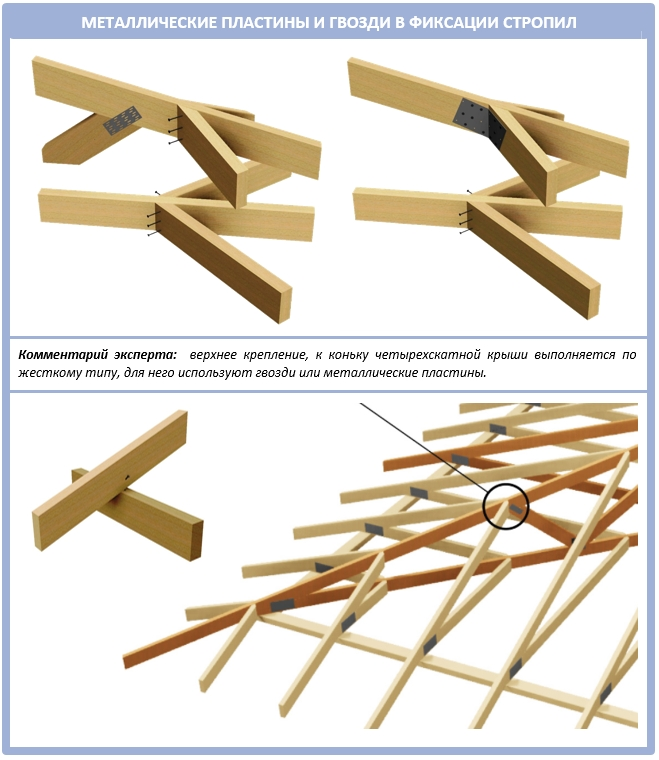 МЕТАЛЛИЧЕСКИЕ ПЛАСТИНЫ И ГВОЗДИ В ФИКСАЦИИ СТРОПИЛ
Комментарий эксперта: верхнее крепление, к коньку четырехскатной крыши выполняется по
жесткому типу, для него используют гвозди или металлические пластины.